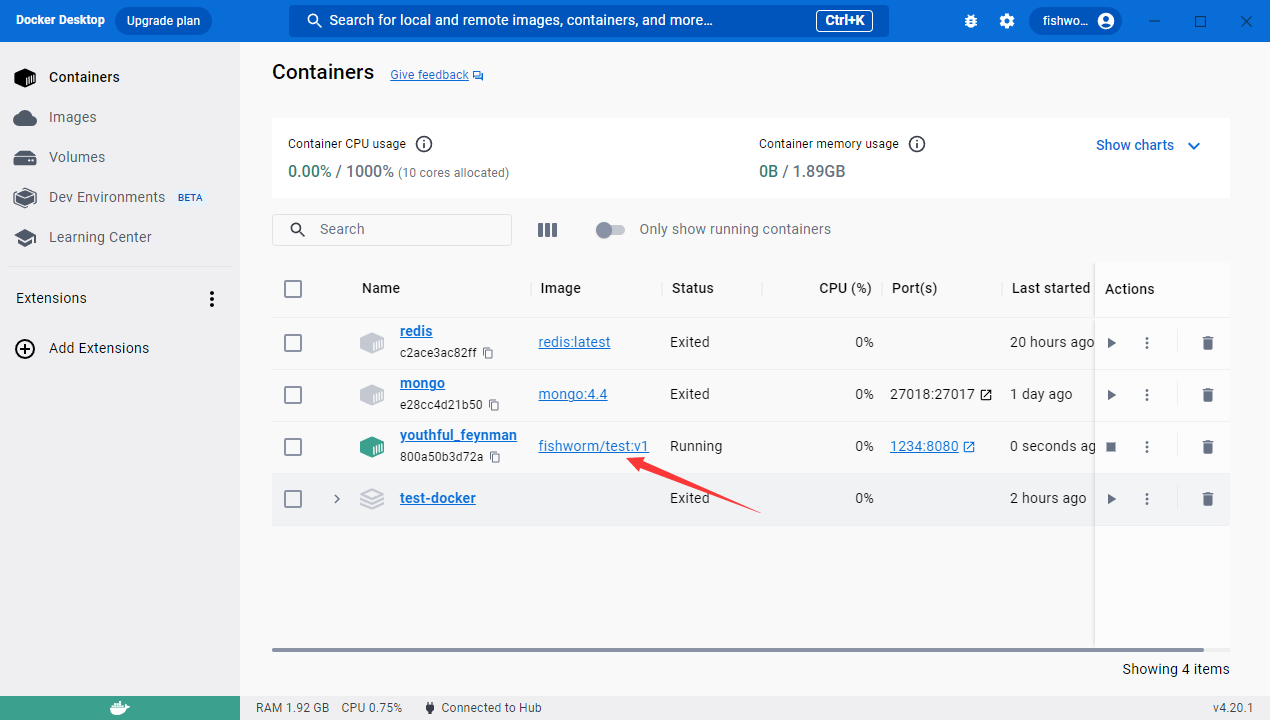 Docker Desktop Upgrade plan Search for local and remote images, containers, and more... Ctrl+K fishwo...
Containers
Images
Volumes
Dev Environments BETA
Learning Center
Extensions
Add Extensions
Containers Give feedback
Container CPU usage
0.00% / 1000% (10 cores allocated)
Container memory usage
0B / 1.89GB
Show charts
Search Only show running containers
Name Image Status CPU (%) Port(s) Last started Actions
redis redis:latest Exited 0% 20 hours ago
c2ace3ac82ff
mongo mongo:4.4 Exited 0% 27018:27017 1 day ago
e28cc4d21b50
youthful_feynman fishworm/test:v1 Running 0% 1234:8080 0 seconds ag
800a50b3d72a
test-docker Exited 0% 2 hours ago
Showing 4 items
RAM 1.92 GB CPU 0.75% Connected to Hub v4.20.1